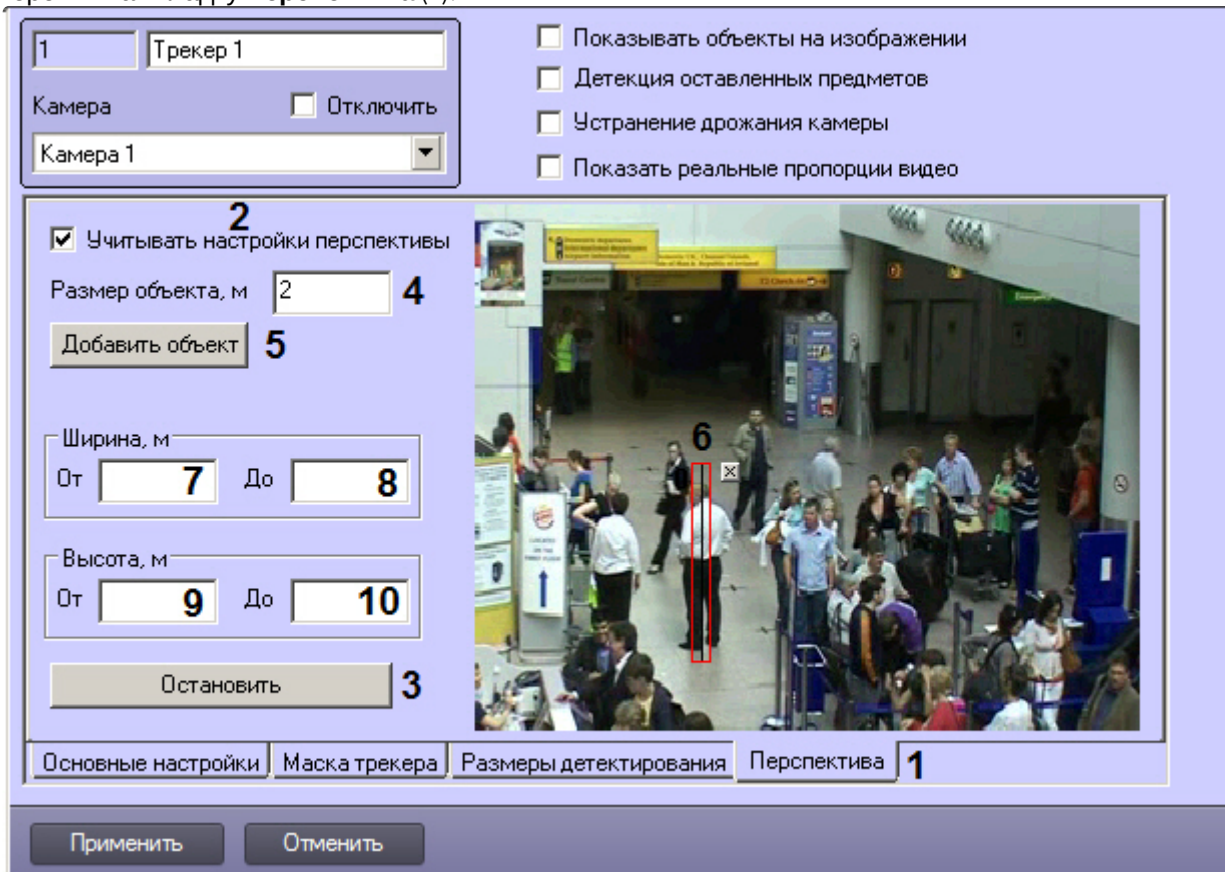 1 Трекер 1
Камера Отключить
Камера 1
Показывать объекты на изображении
Детекция оставленных предметов
Устранение дрожания камеры
Показать реальные пропорции видео
2
Учитывать настройки перспективы
Размер объекта, м 2 4
Добавить объект 5
Ширина, м
От 7 До 8
Высота, м
От 9 До 10
Остановить 3
6
Основные настройки Маска трекера Размеры детектирования Перспектива 1
Применить Отменить